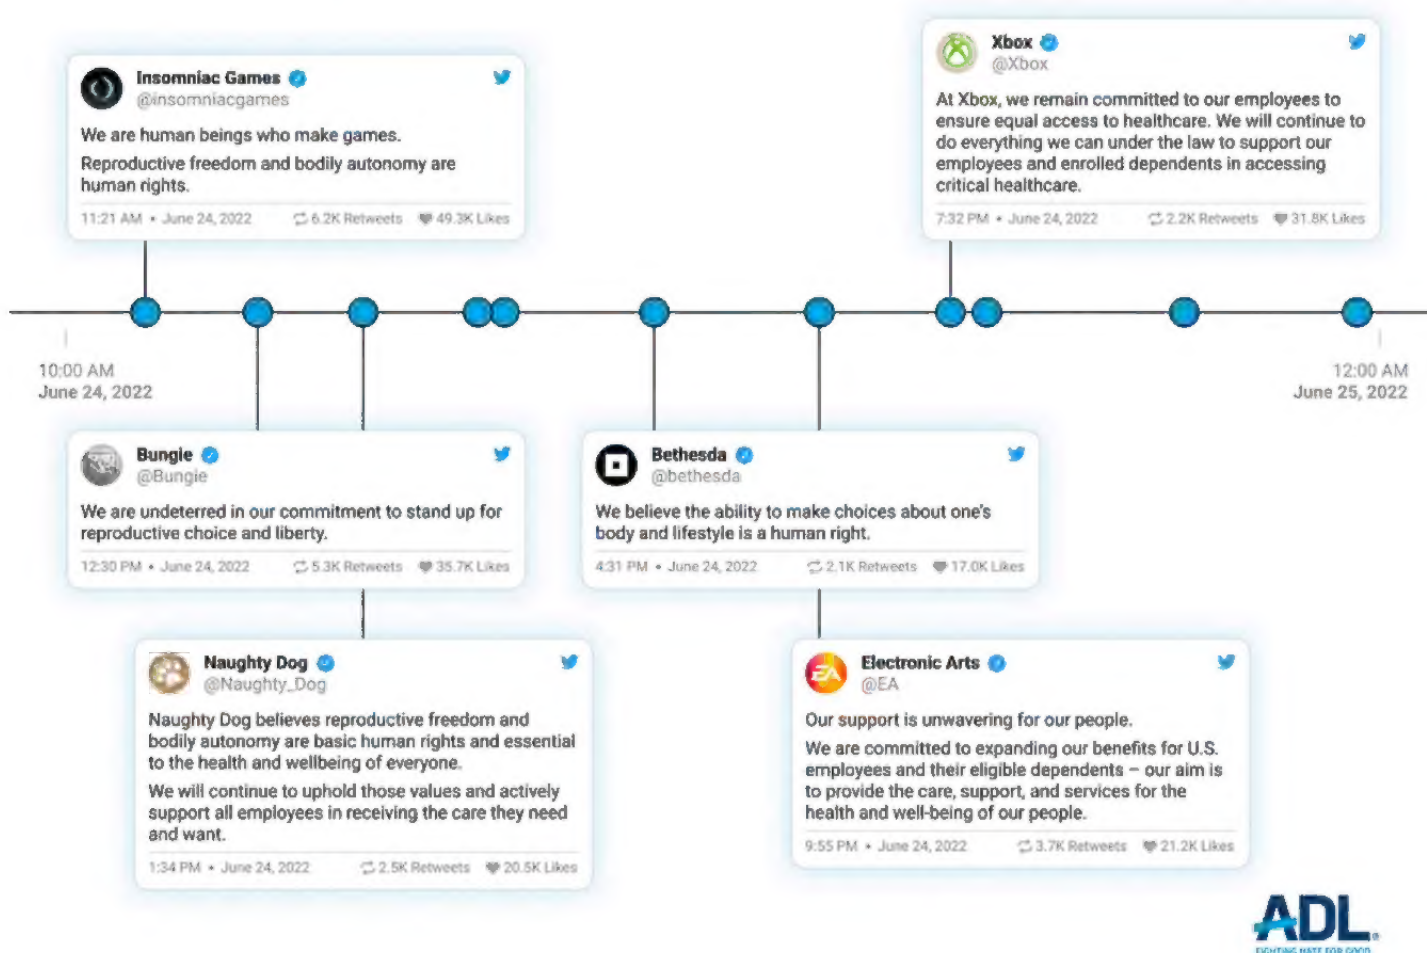 Insomniac Games
@insomniacgames
We are human beings who make games.
Reproductive freedom and bodily autonomy are
human rights.
11:21 AM • June 24, 2022 6.2K Retweets 49.3K Likes
Xbox
@Xbox
At Xbox, we remain committed to our employees to
ensure equal access to healthcare. We will continue to
do everything we can under the law to support our
employees and enrolled dependents in accessing
critical healthcare.
7:32 PM • June 24, 2022 2.2K Retweets 31.8K Likes
10:00 AM
June 24, 2022
12:00 AM
June 25, 2022
Bungie
@Bungie
We are undeterred in our commitment to stand up for
reproductive choice and liberty.
12:30 PM • June 24, 2022 5.3K Retweets 35.7K Likes
Bethesda
@bethesda
We believe the ability to make choices about one's
body and lifestyle is a human right.
4:31 PM • June 24, 2022 2.1K Retweets 17.0K Likes
Naughty Dog
@Naughty_Dog
Naughty Dog believes reproductive freedom and
bodily autonomy are basic human rights and essential
to the health and wellbeing of everyone.
We will continue to uphold those values and actively
support all employees in receiving the care they need
and want.
1:34 PM • June 24, 2022 2.5K Retweets 20.5K Likes
EA
Electronic Arts
@EA
Our support is unwavering for our people.
We are committed to expanding our benefits for U.S.
employees and their eligible dependents – our aim is
to provide the care, support, and services for the
health and well-being of our people.
9:55 PM • June 24, 2022 3.7K Retweets 21.2K Likes
ADL®
FIGHTING HATE FOR GOOD